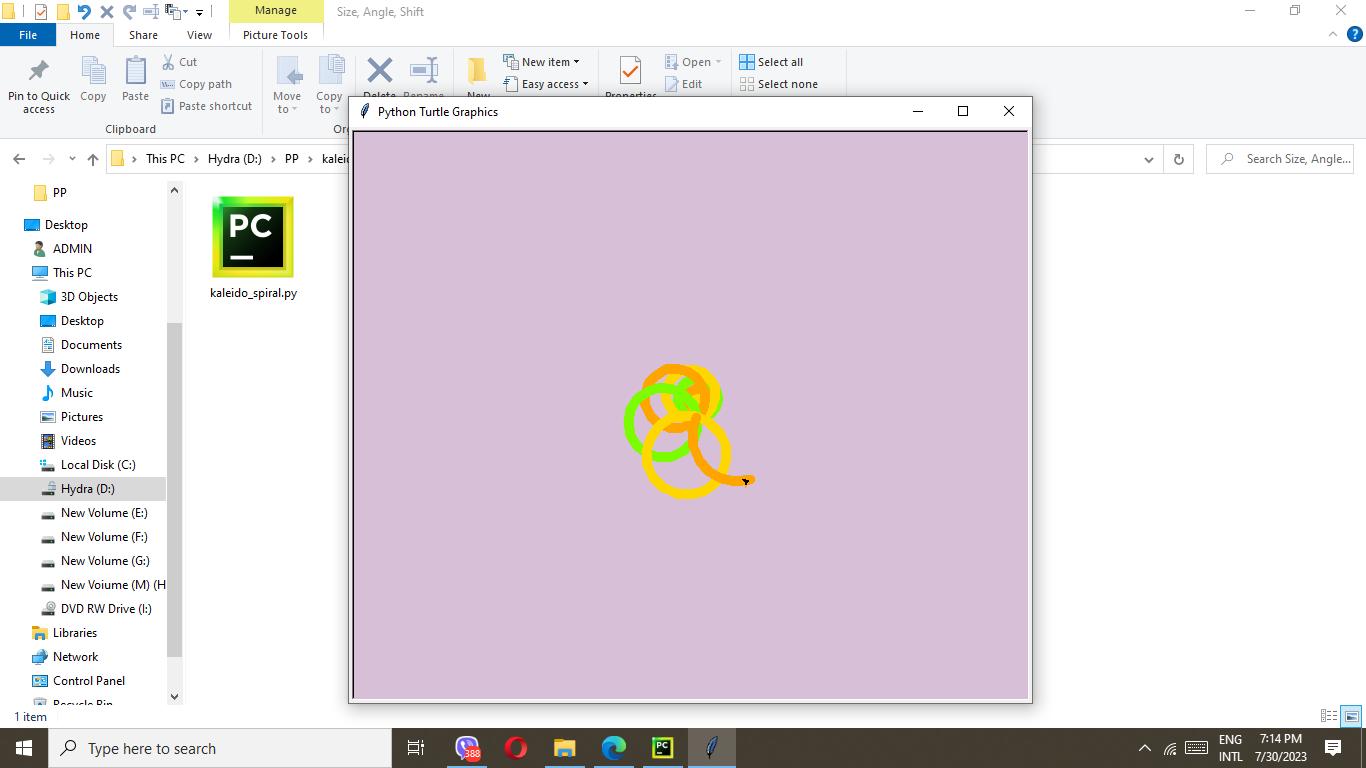 Manage
Size, Angle, Shift
File
Home
Share
View
Picture Tools
Pin to Quick access
Copy
Paste
Cut
Copy path
Paste shortcut
Clipboard
Move to
Copy to
Delete
Rename
New
New item
Easy access
Properties
Open
Edit
Select all
Select none
Python Turtle Graphics
This PC
Hydra (D:)
PP
kaleid
Search Size, Angle...
PP
Desktop
ADMIN
This PC
3D Objects
Desktop
Documents
Downloads
Music
Pictures
Videos
Local Disk (C:)
Hydra (D:)
New Volume (E:)
New Volume (F:)
New Volume (G:)
New Voiume (M) (H
DVD RW Drive (I:)
Libraries
Network
Control Panel
Recycle Bin
PC
kaleido_spiral.py
1 item
Type here to search
388
PC
ENG
INTL
7:14 PM
7/30/2023